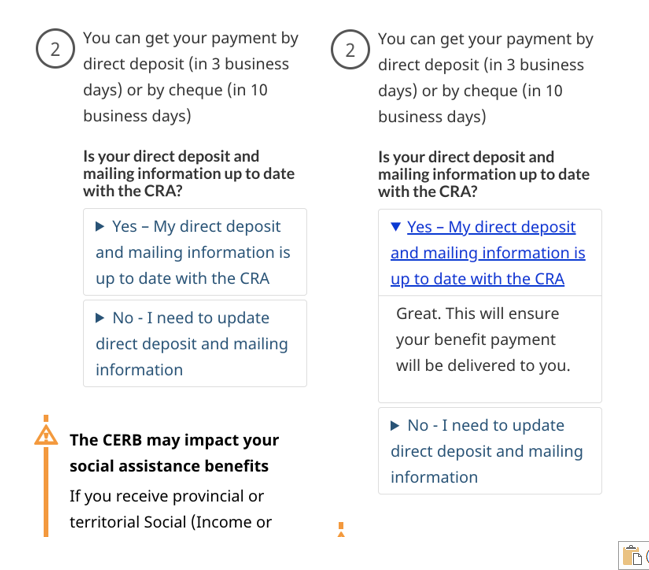 2
You can get your payment by
direct deposit (in 3 business
days) or by cheque (in 10
business days)
Is your direct deposit and
mailing information up to date
with the CRA?
Yes – My direct deposit
and mailing information is
up to date with the CRA
No - I need to update
direct deposit and mailing
information
The CERB may impact your
social assistance benefits
If you receive provincial or
territorial Social (Income or
2
You can get your payment by
direct deposit (in 3 business
days) or by cheque (in 10
business days)
Is your direct deposit and
mailing information up to date
with the CRA?
Yes – My direct deposit
and mailing information is
up to date with the CRA
Great. This will ensure
your benefit payment
will be delivered to you.
No - I need to update
direct deposit and mailing
information